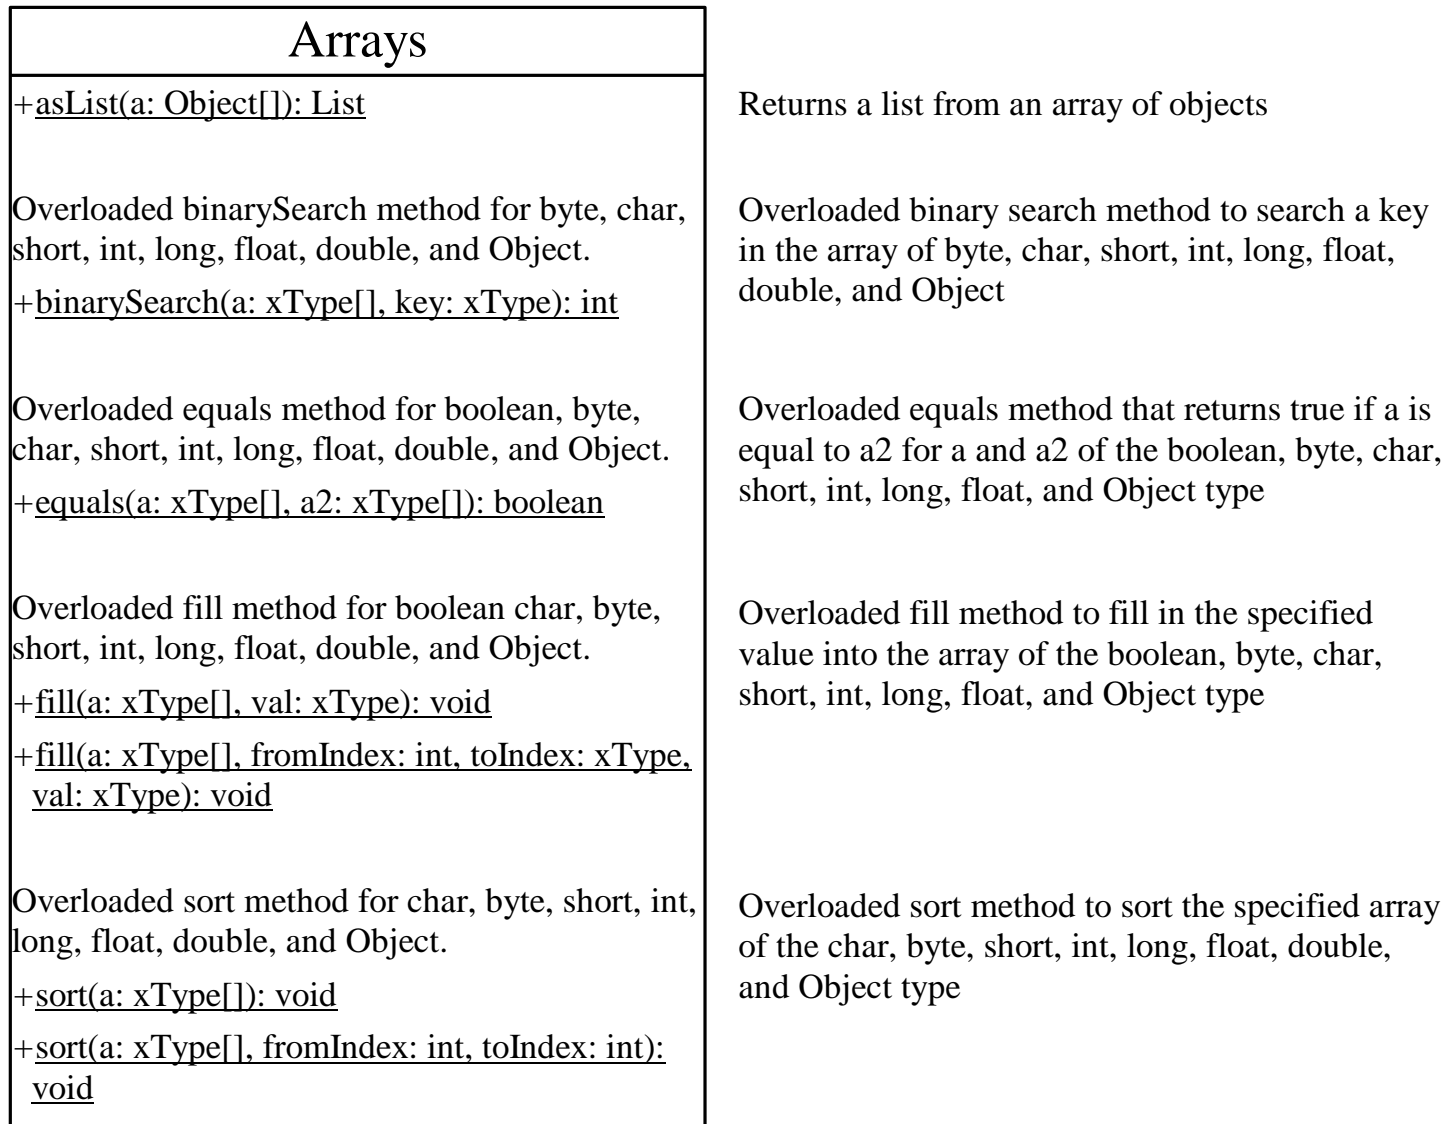 Arrays
+asList(a: Object[]): List
Returns a list from an array of objects
Overloaded binarySearch method for byte, char,
short, int, long, float, double, and Object.
+binarySearch(a: xType[], key: xType): int
Overloaded binary search method to search a key
in the array of byte, char, short, int, long, float,
double, and Object
Overloaded equals method for boolean, byte,
char, short, int, long, float, double, and Object.
+equals(a: xType[], a2: xType[]): boolean
Overloaded equals method that returns true if a is
equal to a2 for a and a2 of the boolean, byte, char,
short, int, long, float, and Object type
Overloaded fill method for boolean char, byte,
short, int, long, float, double, and Object.
+fill(a: xType[], val: xType): void
+fill(a: xType[], fromIndex: int, toIndex: xType,
val: xType): void
Overloaded fill method to fill in the specified
value into the array of the boolean, byte, char,
short, int, long, float, and Object type
Overloaded sort method for char, byte, short, int,
long, float, double, and Object.
+sort(a: xType[]): void
+sort(a: xType[], fromIndex: int, toIndex: int):
void
Overloaded sort method to sort the specified array
of the char, byte, short, int, long, float, double,
and Object type